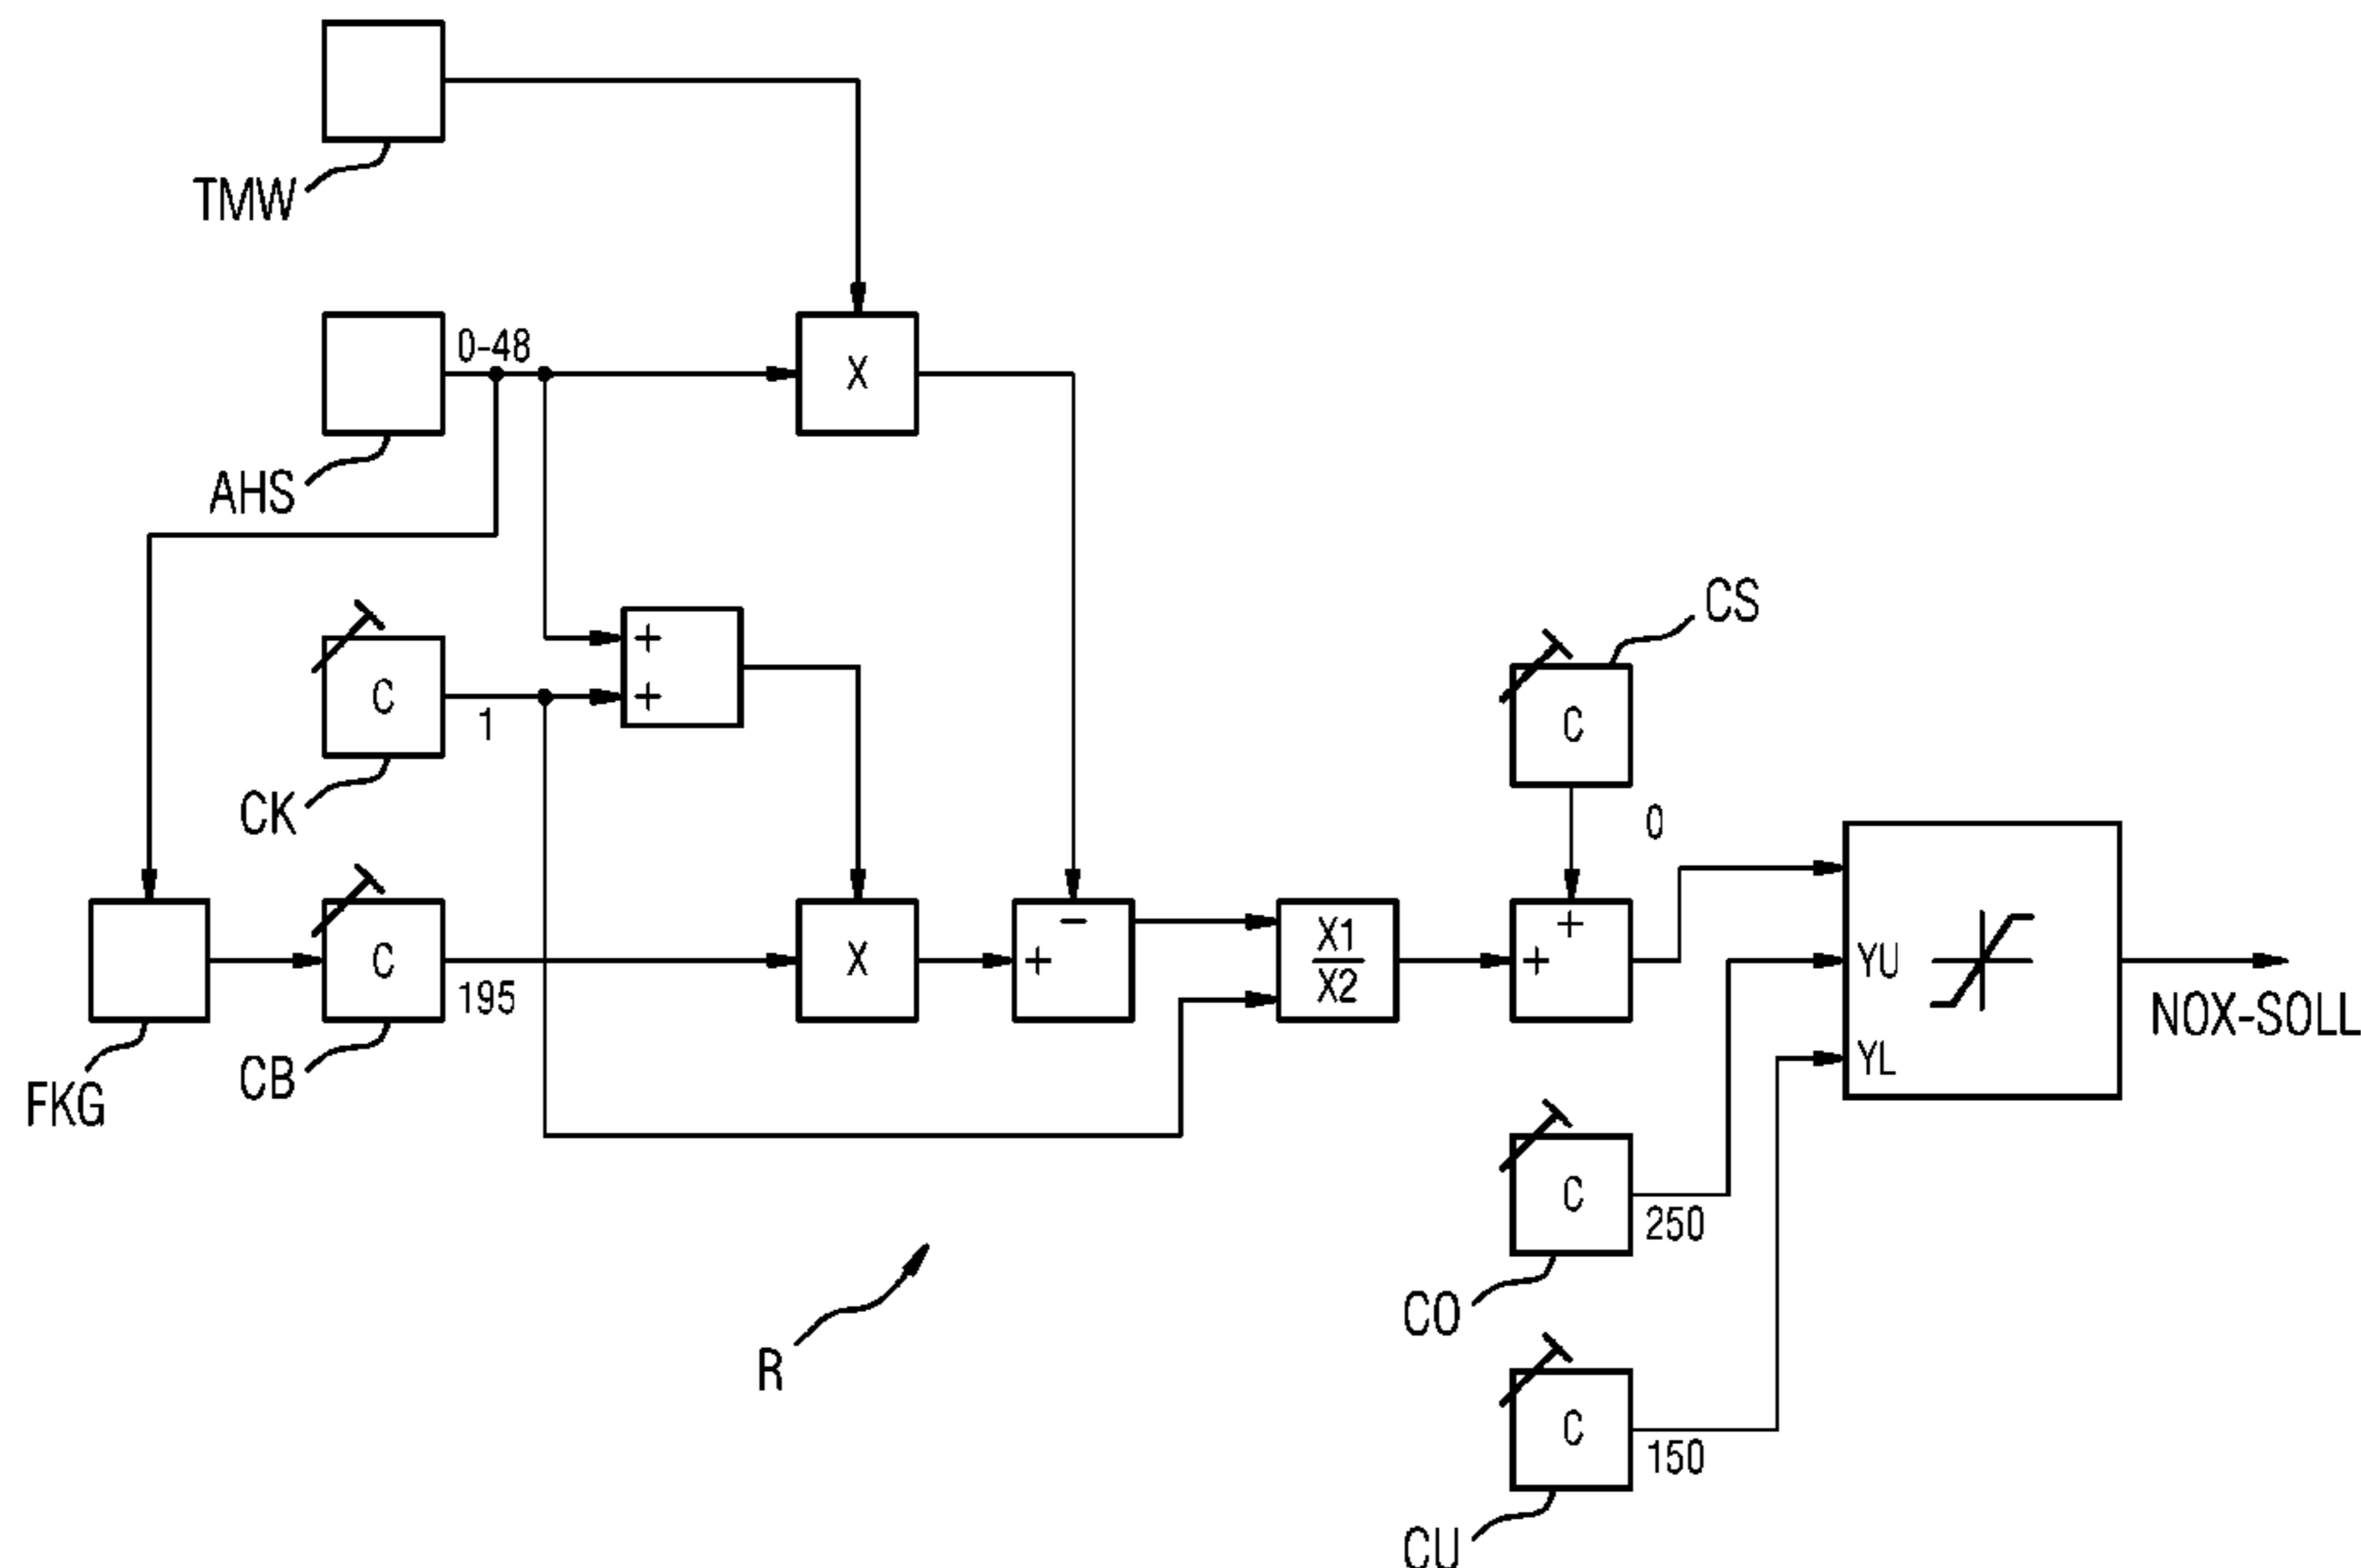 TMW
0-48
X
AHS
+
+
C
1
CK
CS
C
0
FKG
C
195
CB
X
+
−
X1
X2
+
+
YU
YL
NOX-SOLL
C
250
CO
R
C
150
CU